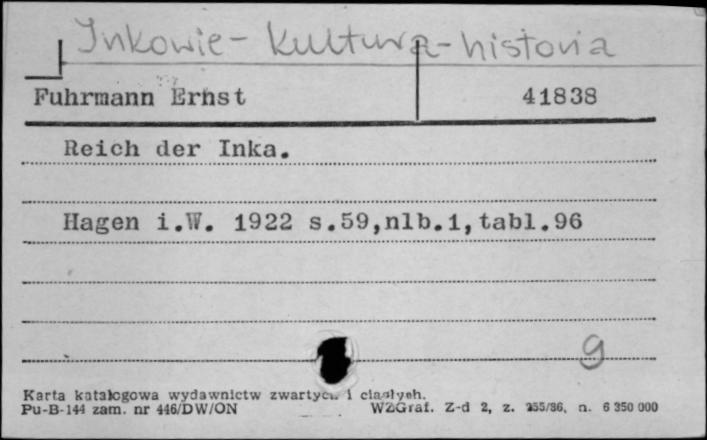 Inkowie - kultura - historia
Fuhrmann Ernst 41838
Reich der Inka.
Hagen i.W. 1922 s.59,nlb.1,tabl.96
9
Karta katalogowa wydawnictw zwartych i ciągłych.
Pu-B-144 zam. nr 446/DW/ON WZGraf. Z-d 2, z. 355/86, n. 6 350 000